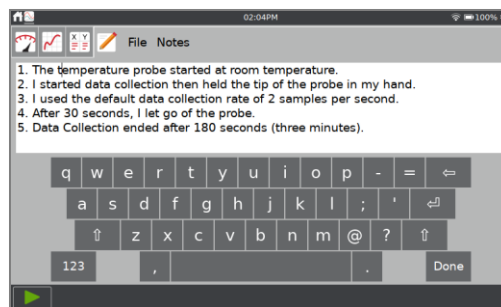 02:04PM 100%
X Y File Notes
1. The temperature probe started at room temperature.
2. I started data collection then held the tip of the probe in my hand.
3. I used the default data collection rate of 2 samples per second.
4. After 30 seconds, I let go of the probe.
5. Data Collection ended after 180 seconds (three minutes).
q w e r t y u i o p - = ⇦
a s d f g h j k l ; ' ⏎
⇧ z x c v b n m @ ? ⇧
123 , . Done